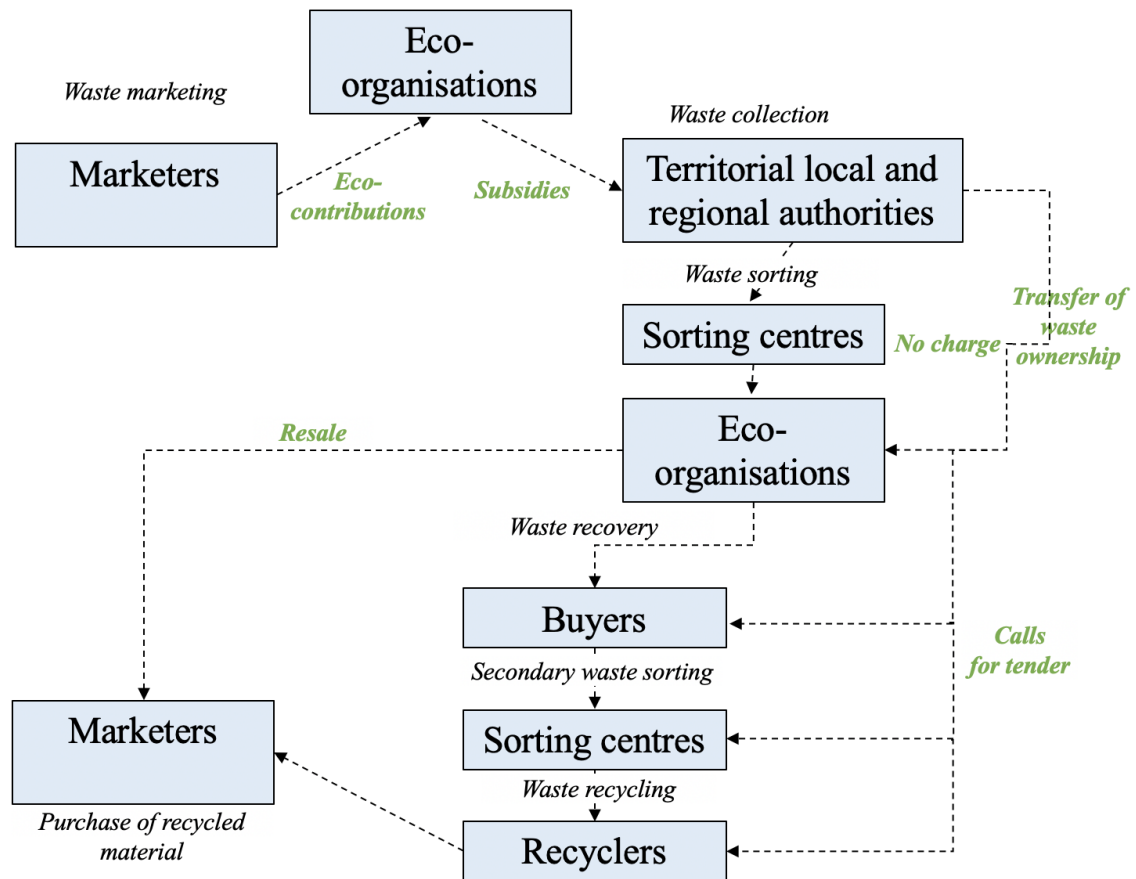 Eco-
organisations
Waste marketing
Waste collection
Marketers
Territorial local and
regional authorities
Eco-
contributions
Subsidies
Waste sorting
Transfer of
waste
ownership
Sorting centres
No charge
Eco-
organisations
Resale
Waste recovery
Buyers
Calls
for tender
Secondary waste sorting
Marketers
Sorting centres
Waste recycling
Purchase of recycled
material
Recyclers